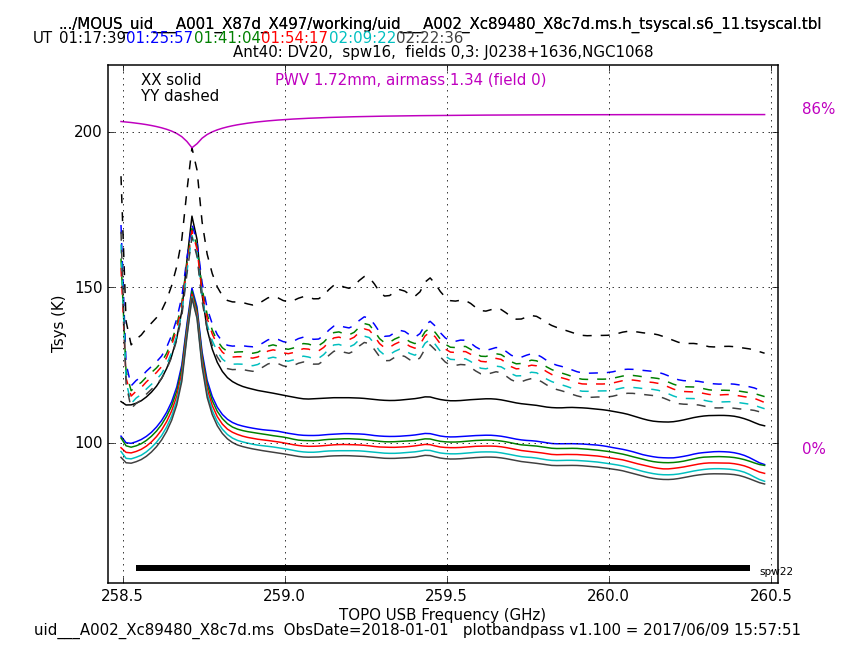 .../MOUS_uid___A001_X87d_X497/working/uid___A002_Xc89480_X8c7d.ms.h_tsyscal.s6_11.tsyscal.tbl
UT 01:17:39 01:25:57 01:41:04 01:54:17 02:09:22 02:22:36
Ant40: DV20,  spw16,  fields 0,3: J0238+1636,NGC1068
XX solid
PWV 1.72mm, airmass 1.34 (field 0)
YY dashed
86%
200
150
100
Tsys (K)
0%
spw22
258.5 259.0 259.5 260.0 260.5
TOPO USB Frequency (GHz)
uid___A002_Xc89480_X8c7d.ms  ObsDate=2018-01-01   plotbandpass v1.100 = 2017/06/09 15:57:51